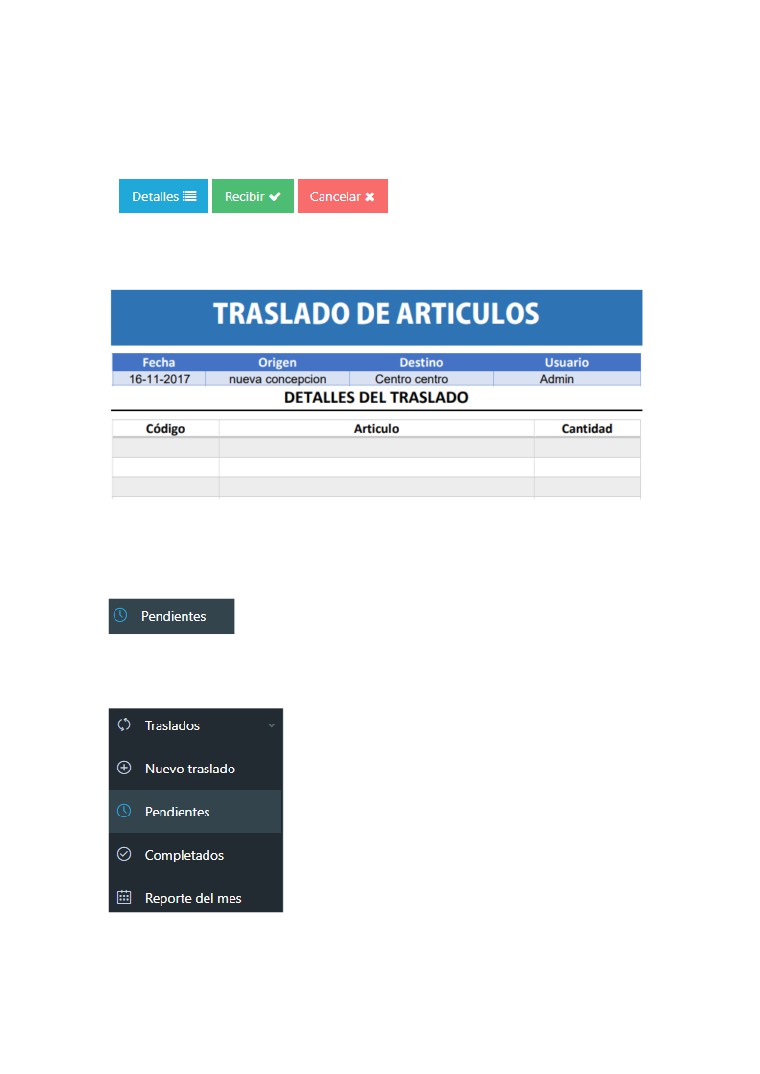 Detalles Recibir Cancelar
TRASLADO DE ARTICULOS
Fecha Origen Destino Usuario
16-11-2017 nueva concepcion Centro centro Admin
DETALLES DEL TRASLADO
Código Articulo Cantidad
Pendientes
Traslados
Nuevo traslado
Pendientes
Completados
Reporte del mes